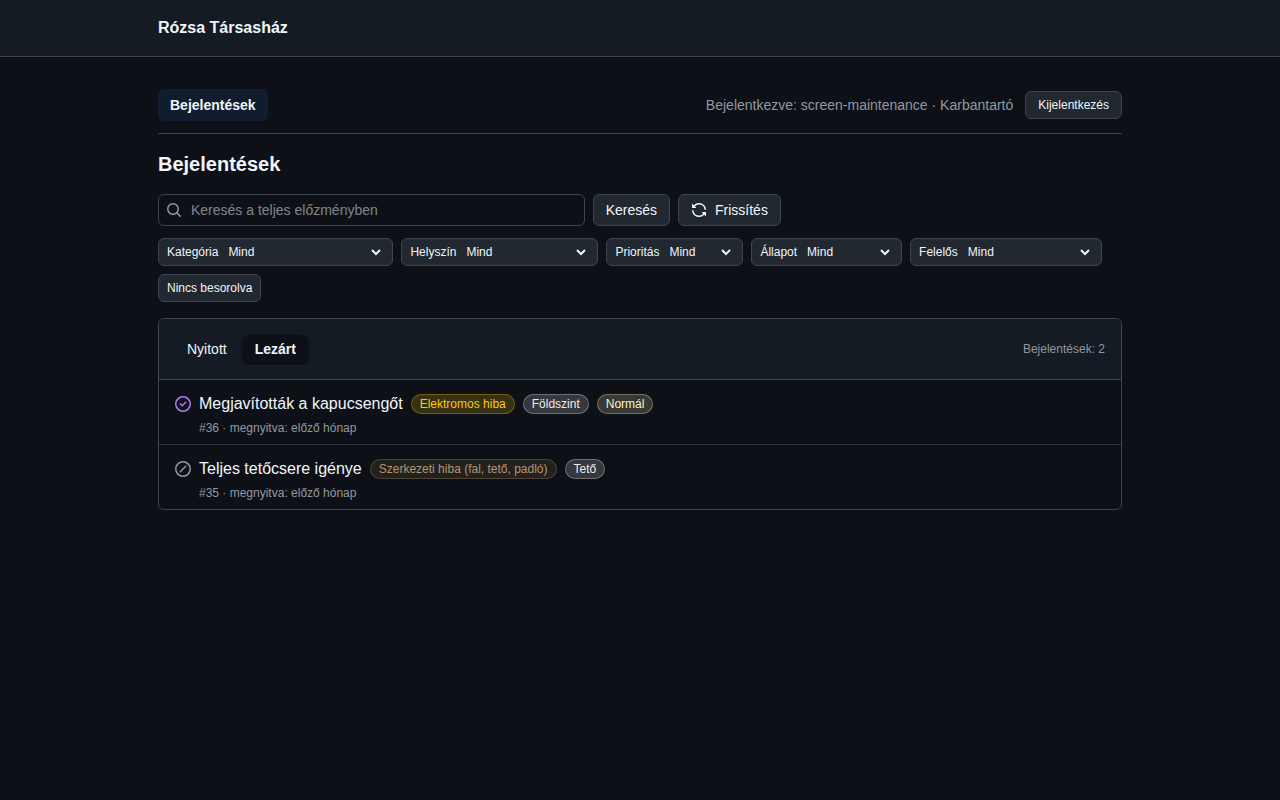 Rózsa Társasház
Bejelentések
Bejelentkezve: screen-maintenance · Karbantartó
Kijelentkezés
Bejelentések
Keresés a teljes előzményben
Keresés
Frissítés
Kategória Mind
Helyszín Mind
Prioritás Mind
Állapot Mind
Felelős Mind
Nincs besorolva
Nyitott
Lezárt
Bejelentések: 2
Megjavították a kapucsengőt Elektromos hiba Földszint Normál
#36 · megnyitva: előző hónap
Teljes tetőcsere igénye Szerkezeti hiba (fal, tető, padló) Tető
#35 · megnyitva: előző hónap